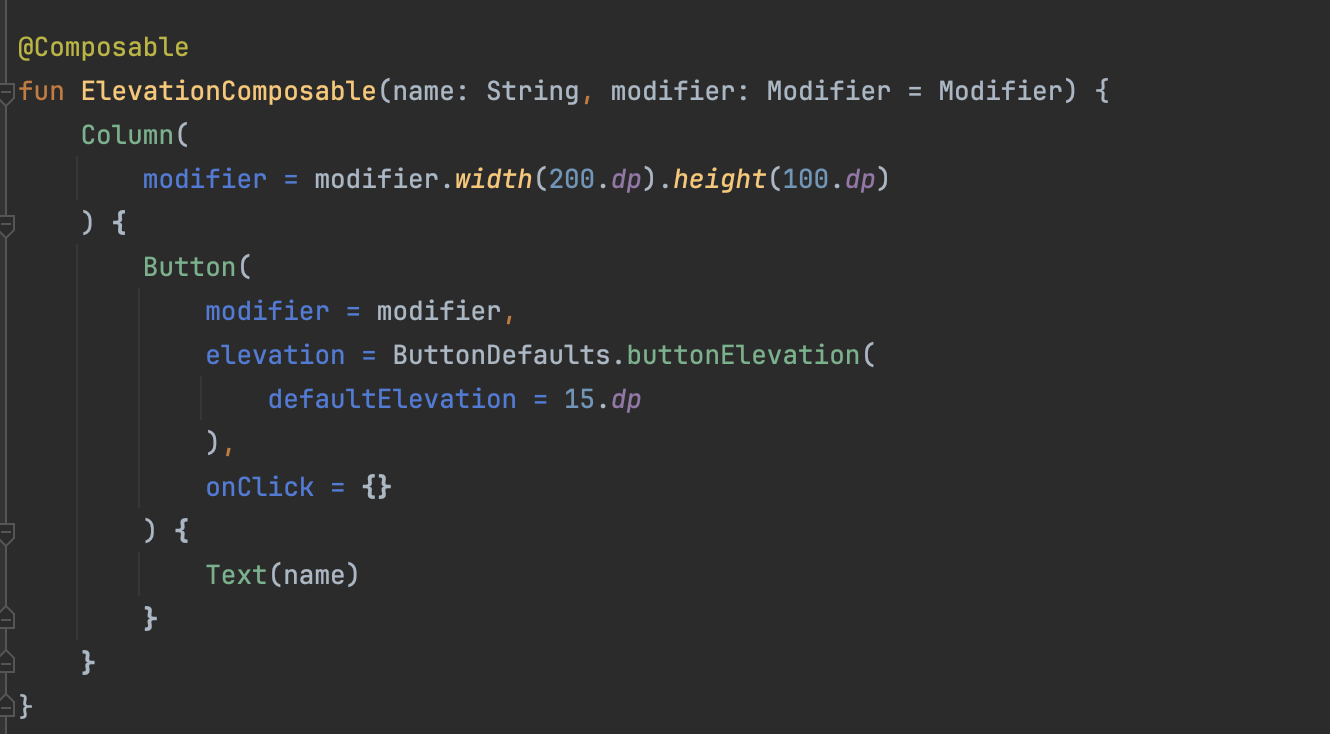 @Composable
fun ElevationComposable(name: String, modifier: Modifier = Modifier) {
    Column(
        modifier = modifier.width(200.dp).height(100.dp)
    ) {
        Button(
            modifier = modifier,
            elevation = ButtonDefaults.buttonElevation(
                defaultElevation = 15.dp
            ),
            onClick = {}
        ) {
            Text(name)
        }
    }
}